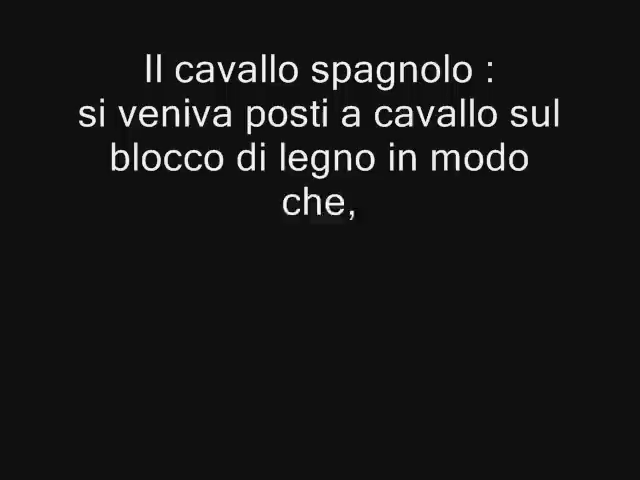 Il cavallo spagnolo :
si veniva posti a cavallo sul
blocco di legno in modo
che,